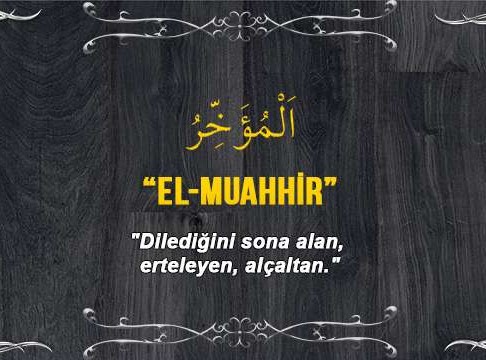 اَلْمُؤَخِّرُ
“EL-MUAHHİR”
"Dilediğini sona alan,
erteleyen, alçaltan."